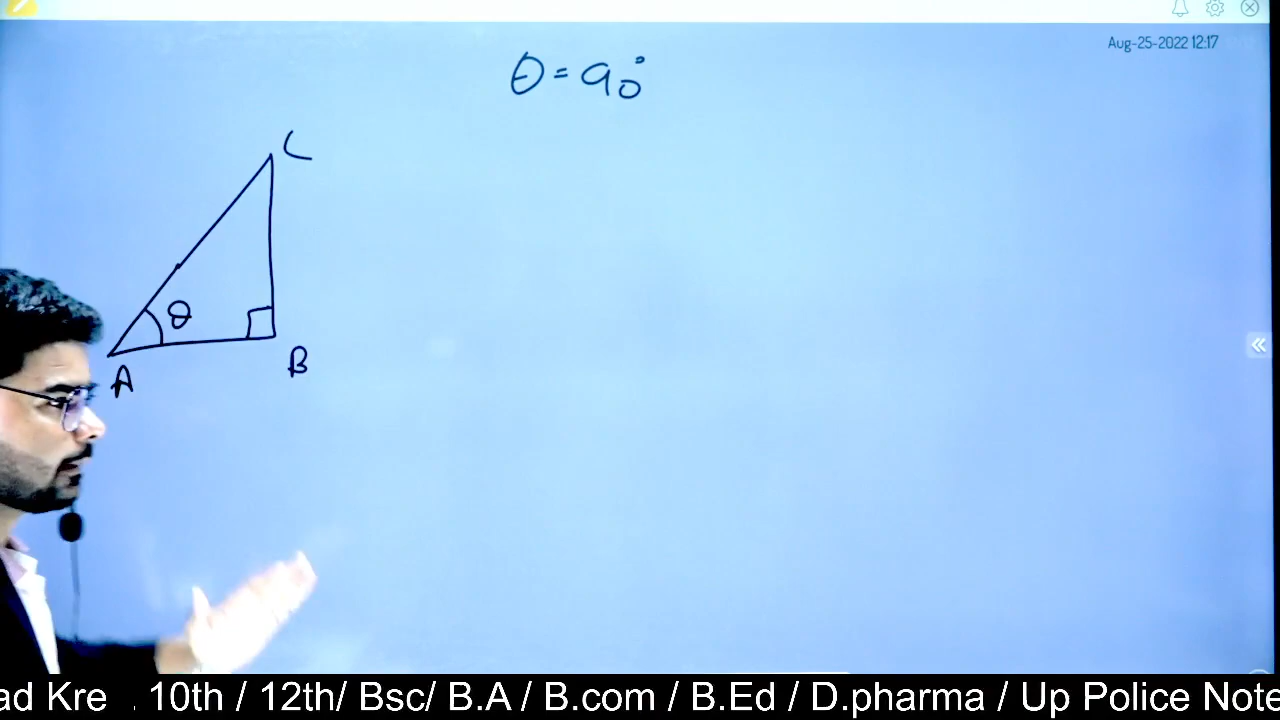 Aug-25-2022 12:17
θ = 90°
C
θ
B
A
ad Kre . 10th / 12th/ Bsc/ B.A / B.com / B.Ed / D.pharma / Up Police Note